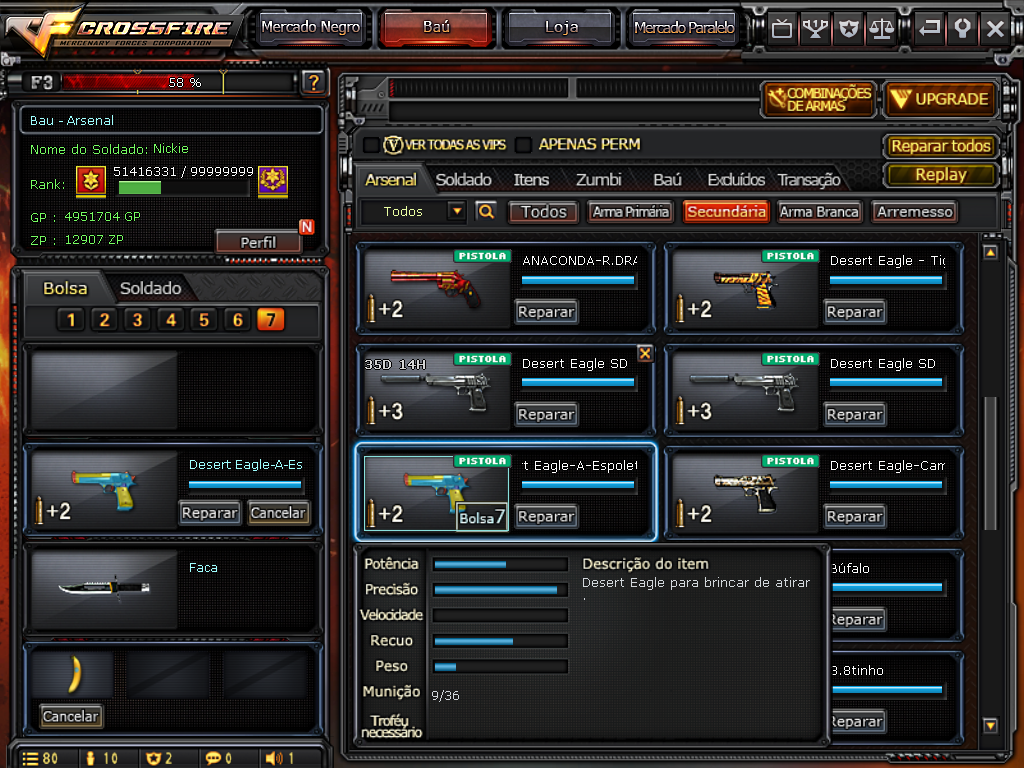 CROSSFIRE
MERCENARY FORCES CORPORATION
Mercado Negro
Baú
Loja
Mercado Paralelo
F3
58 %
?
COMBINAÇÕES
DE ARMAS
UPGRADE
Bau - Arsenal
Nome do Soldado: Nickie
Rank:
51416331 / 99999999
GP : 4951704 GP
ZP : 12907 ZP
N
Perfil
V VER TODAS AS VIPS
APENAS PERM
Reparar todos
Replay
Arsenal
Soldado
Itens
Zumbi
Baú
Excluídos
Transação
Todos
Todos
Arma Primária
Secundária
Arma Branca
Arremesso
Bolsa
Soldado
1 2 3 4 5 6 7
Desert Eagle-A-Es
+2
Reparar
Cancelar
Faca
Cancelar
80
10
2
0
1
PISTOLA
ANACONDA-R.DRA
+2
Reparar
PISTOLA
Desert Eagle - Tig
+2
Reparar
35D 14H
PISTOLA
Desert Eagle SD
+3
Reparar
PISTOLA
Desert Eagle SD
+3
Reparar
PISTOLA
t Eagle-A-Espolet
+2
Bolsa7
Reparar
PISTOLA
Desert Eagle-Cam
+2
Reparar
Búfalo
Reparar
3.8tinho
Reparar
Potência
Precisão
Velocidade
Recuo
Peso
Munição
9/36
Troféu
necessário
Descrição do item
Desert Eagle para brincar de atirar
.